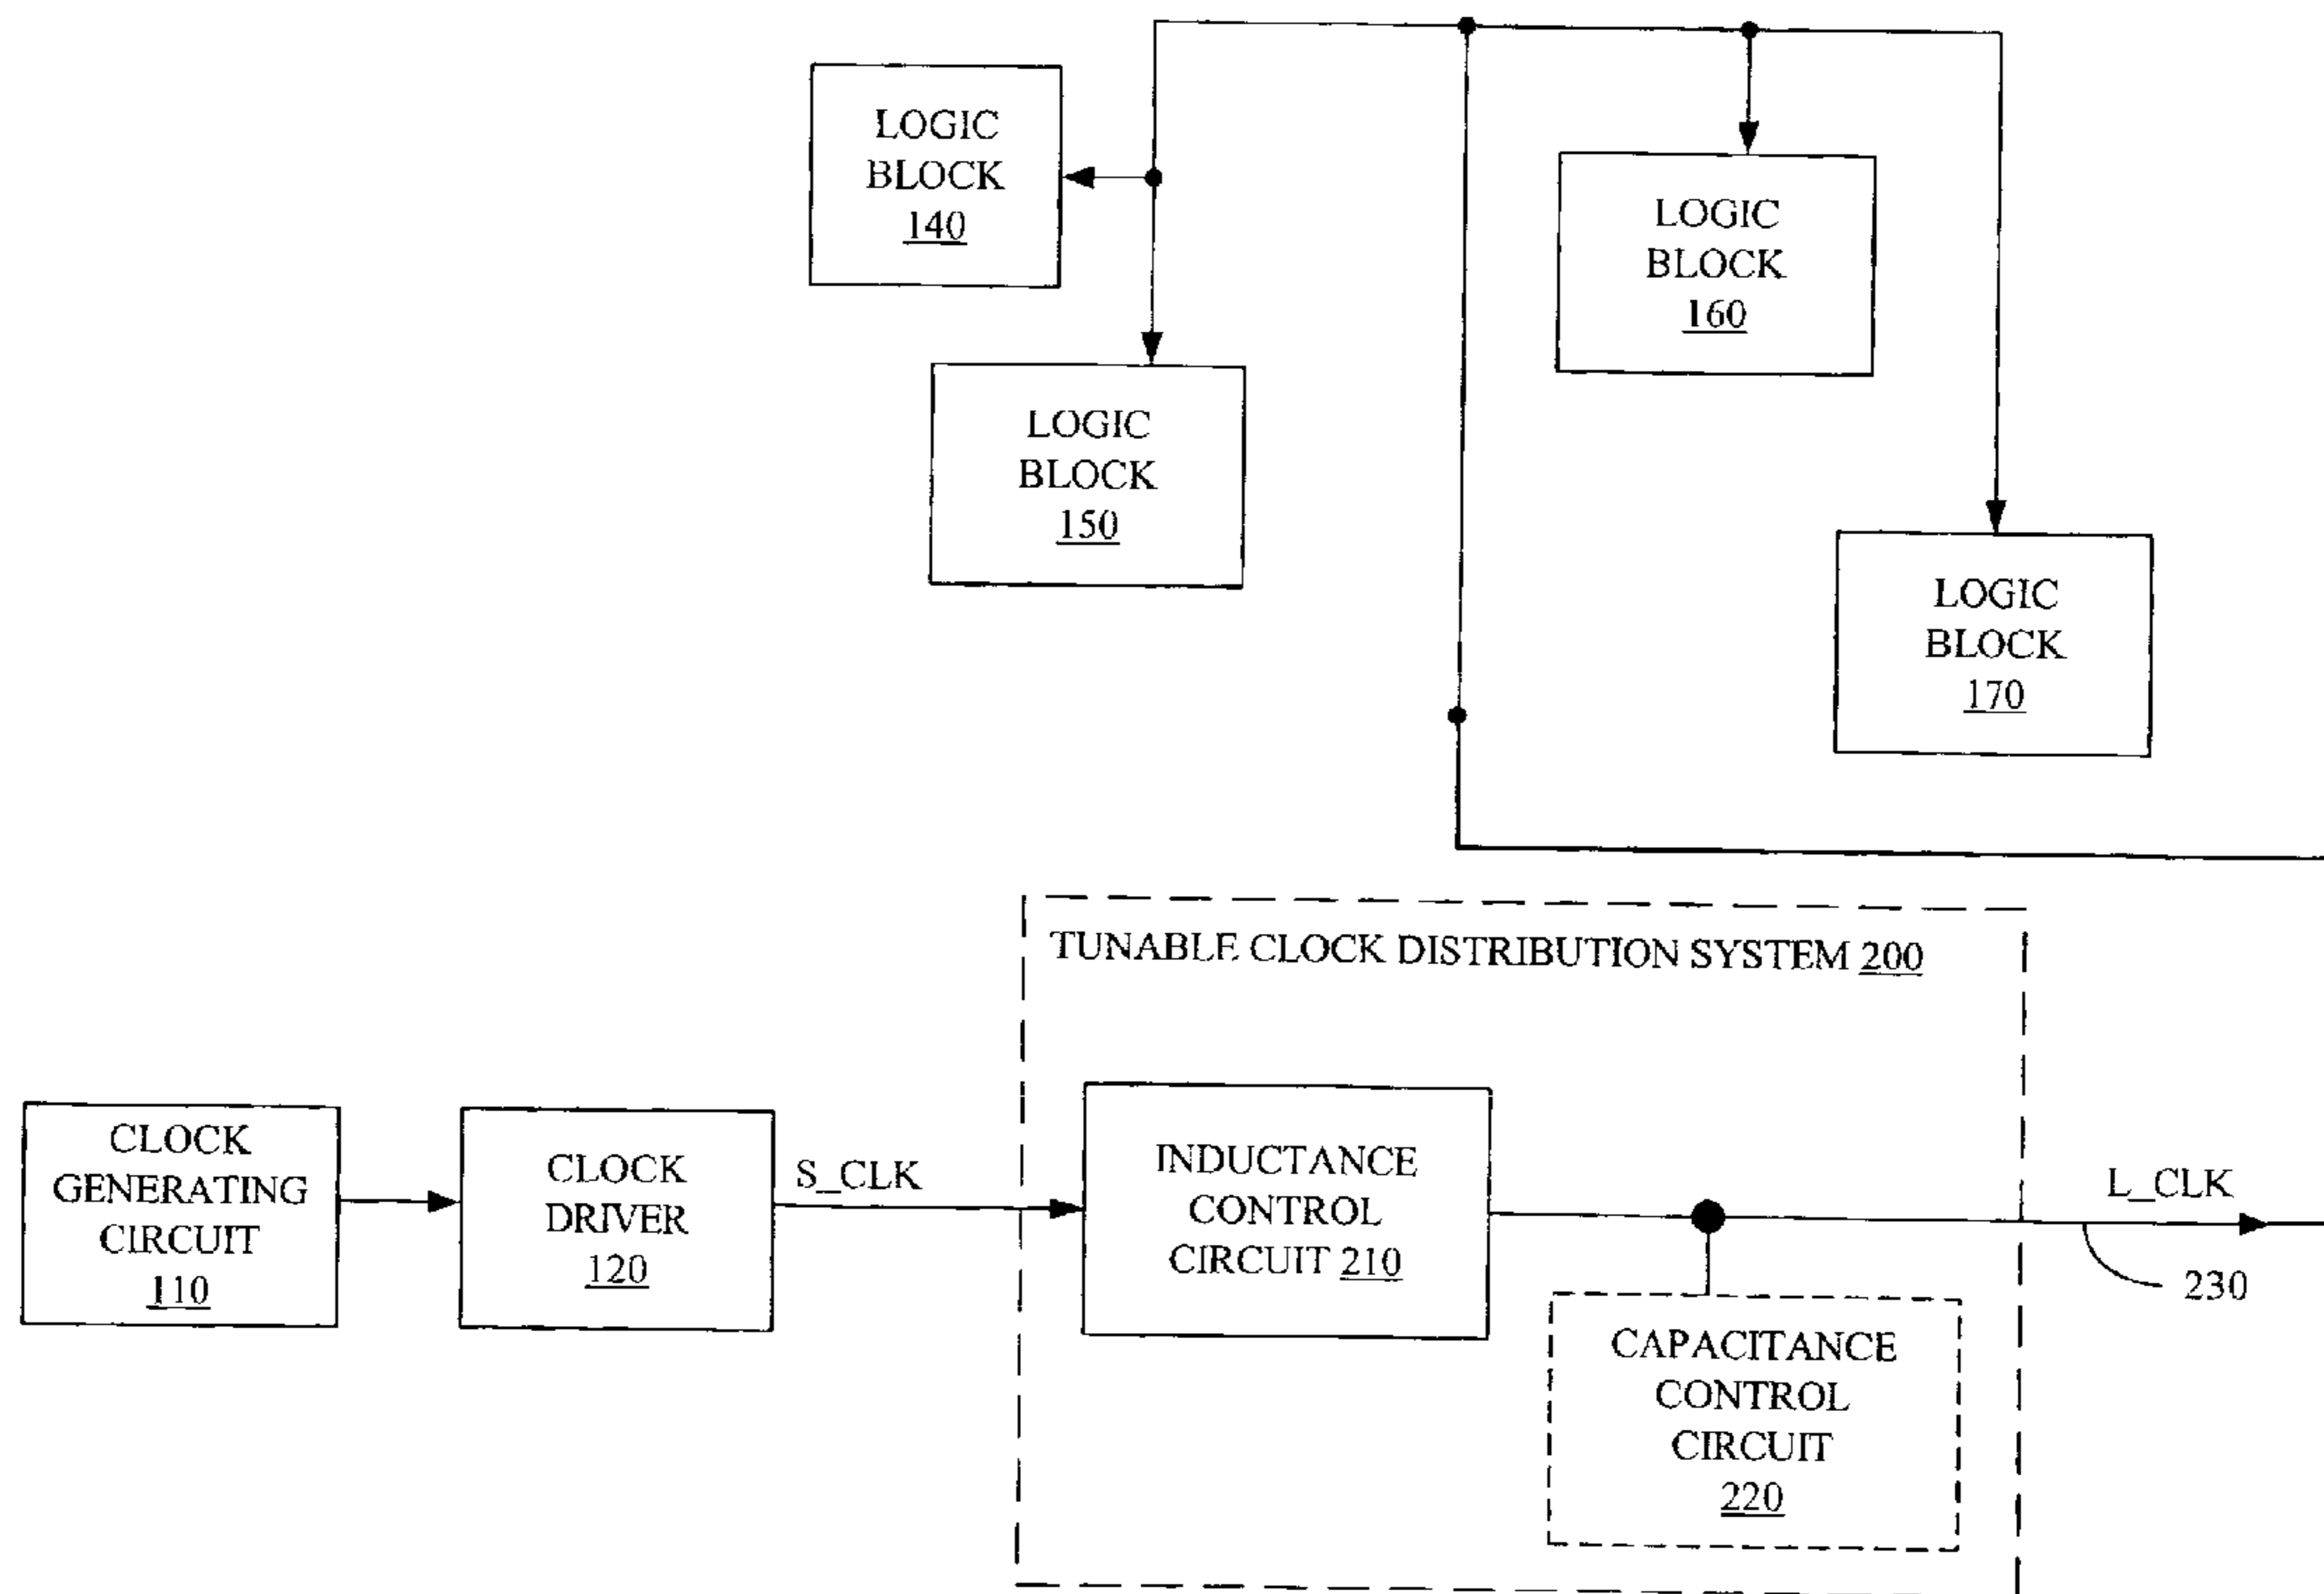 LOGIC
BLOCK
140
LOGIC
BLOCK
160
LOGIC
BLOCK
150
LOGIC
BLOCK
170
TUNABLE CLOCK DISTRIBUTION SYSTEM 200
CLOCK
GENERATING
CIRCUIT
110
CLOCK
DRIVER
120
S_CLK
INDUCTANCE
CONTROL
CIRCUIT 210
L_CLK
230
CAPACITANCE
CONTROL
CIRCUIT
220